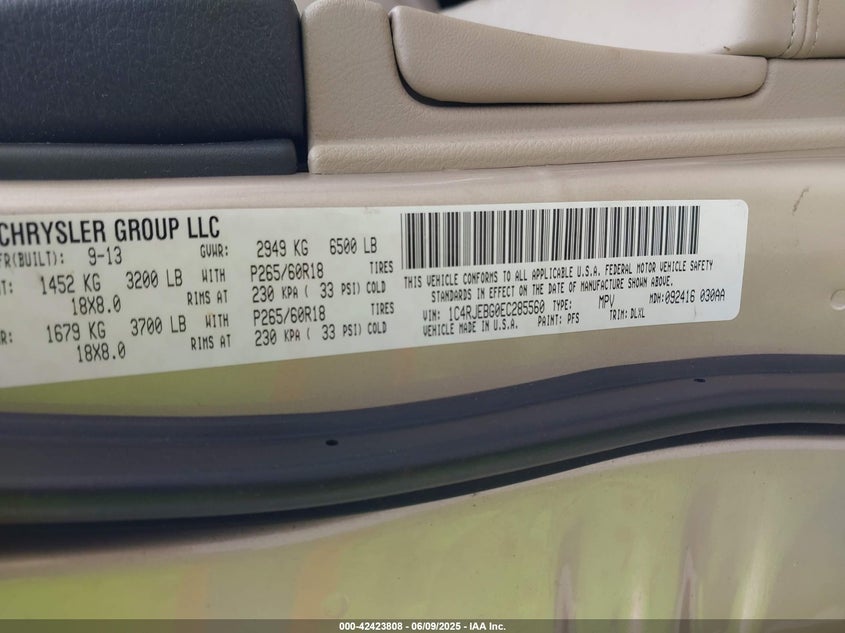 CHRYSLER GROUP LLC
FR(BUILT): 9-13 GVWR: 2949 KG 6500 LB
1452 KG 3200 LB WITH P265/60R18 TIRES
18X8.0 RIMS AT 230 KPA ( 33 PSI) COLD
1679 KG 3700 LB WITH P265/60R18 TIRES
18X8.0 RIMS AT 230 KPA ( 33 PSI) COLD
THIS VEHICLE CONFORMS TO ALL APPLICABLE U.S.A. FEDERAL MOTOR VEHICLE SAFETY
STANDARDS IN EFFECT ON THE DATE OF MANUFACTURE SHOWN ABOVE.
VIN: 1C4RJEBG0EC285560 TYPE: MPV MDH: 092416 030AA
VEHICLE MADE IN U.S.A. PAINT: PFS TRIM: DLXL
000-42423808 - 06/09/2025 - IAA Inc.